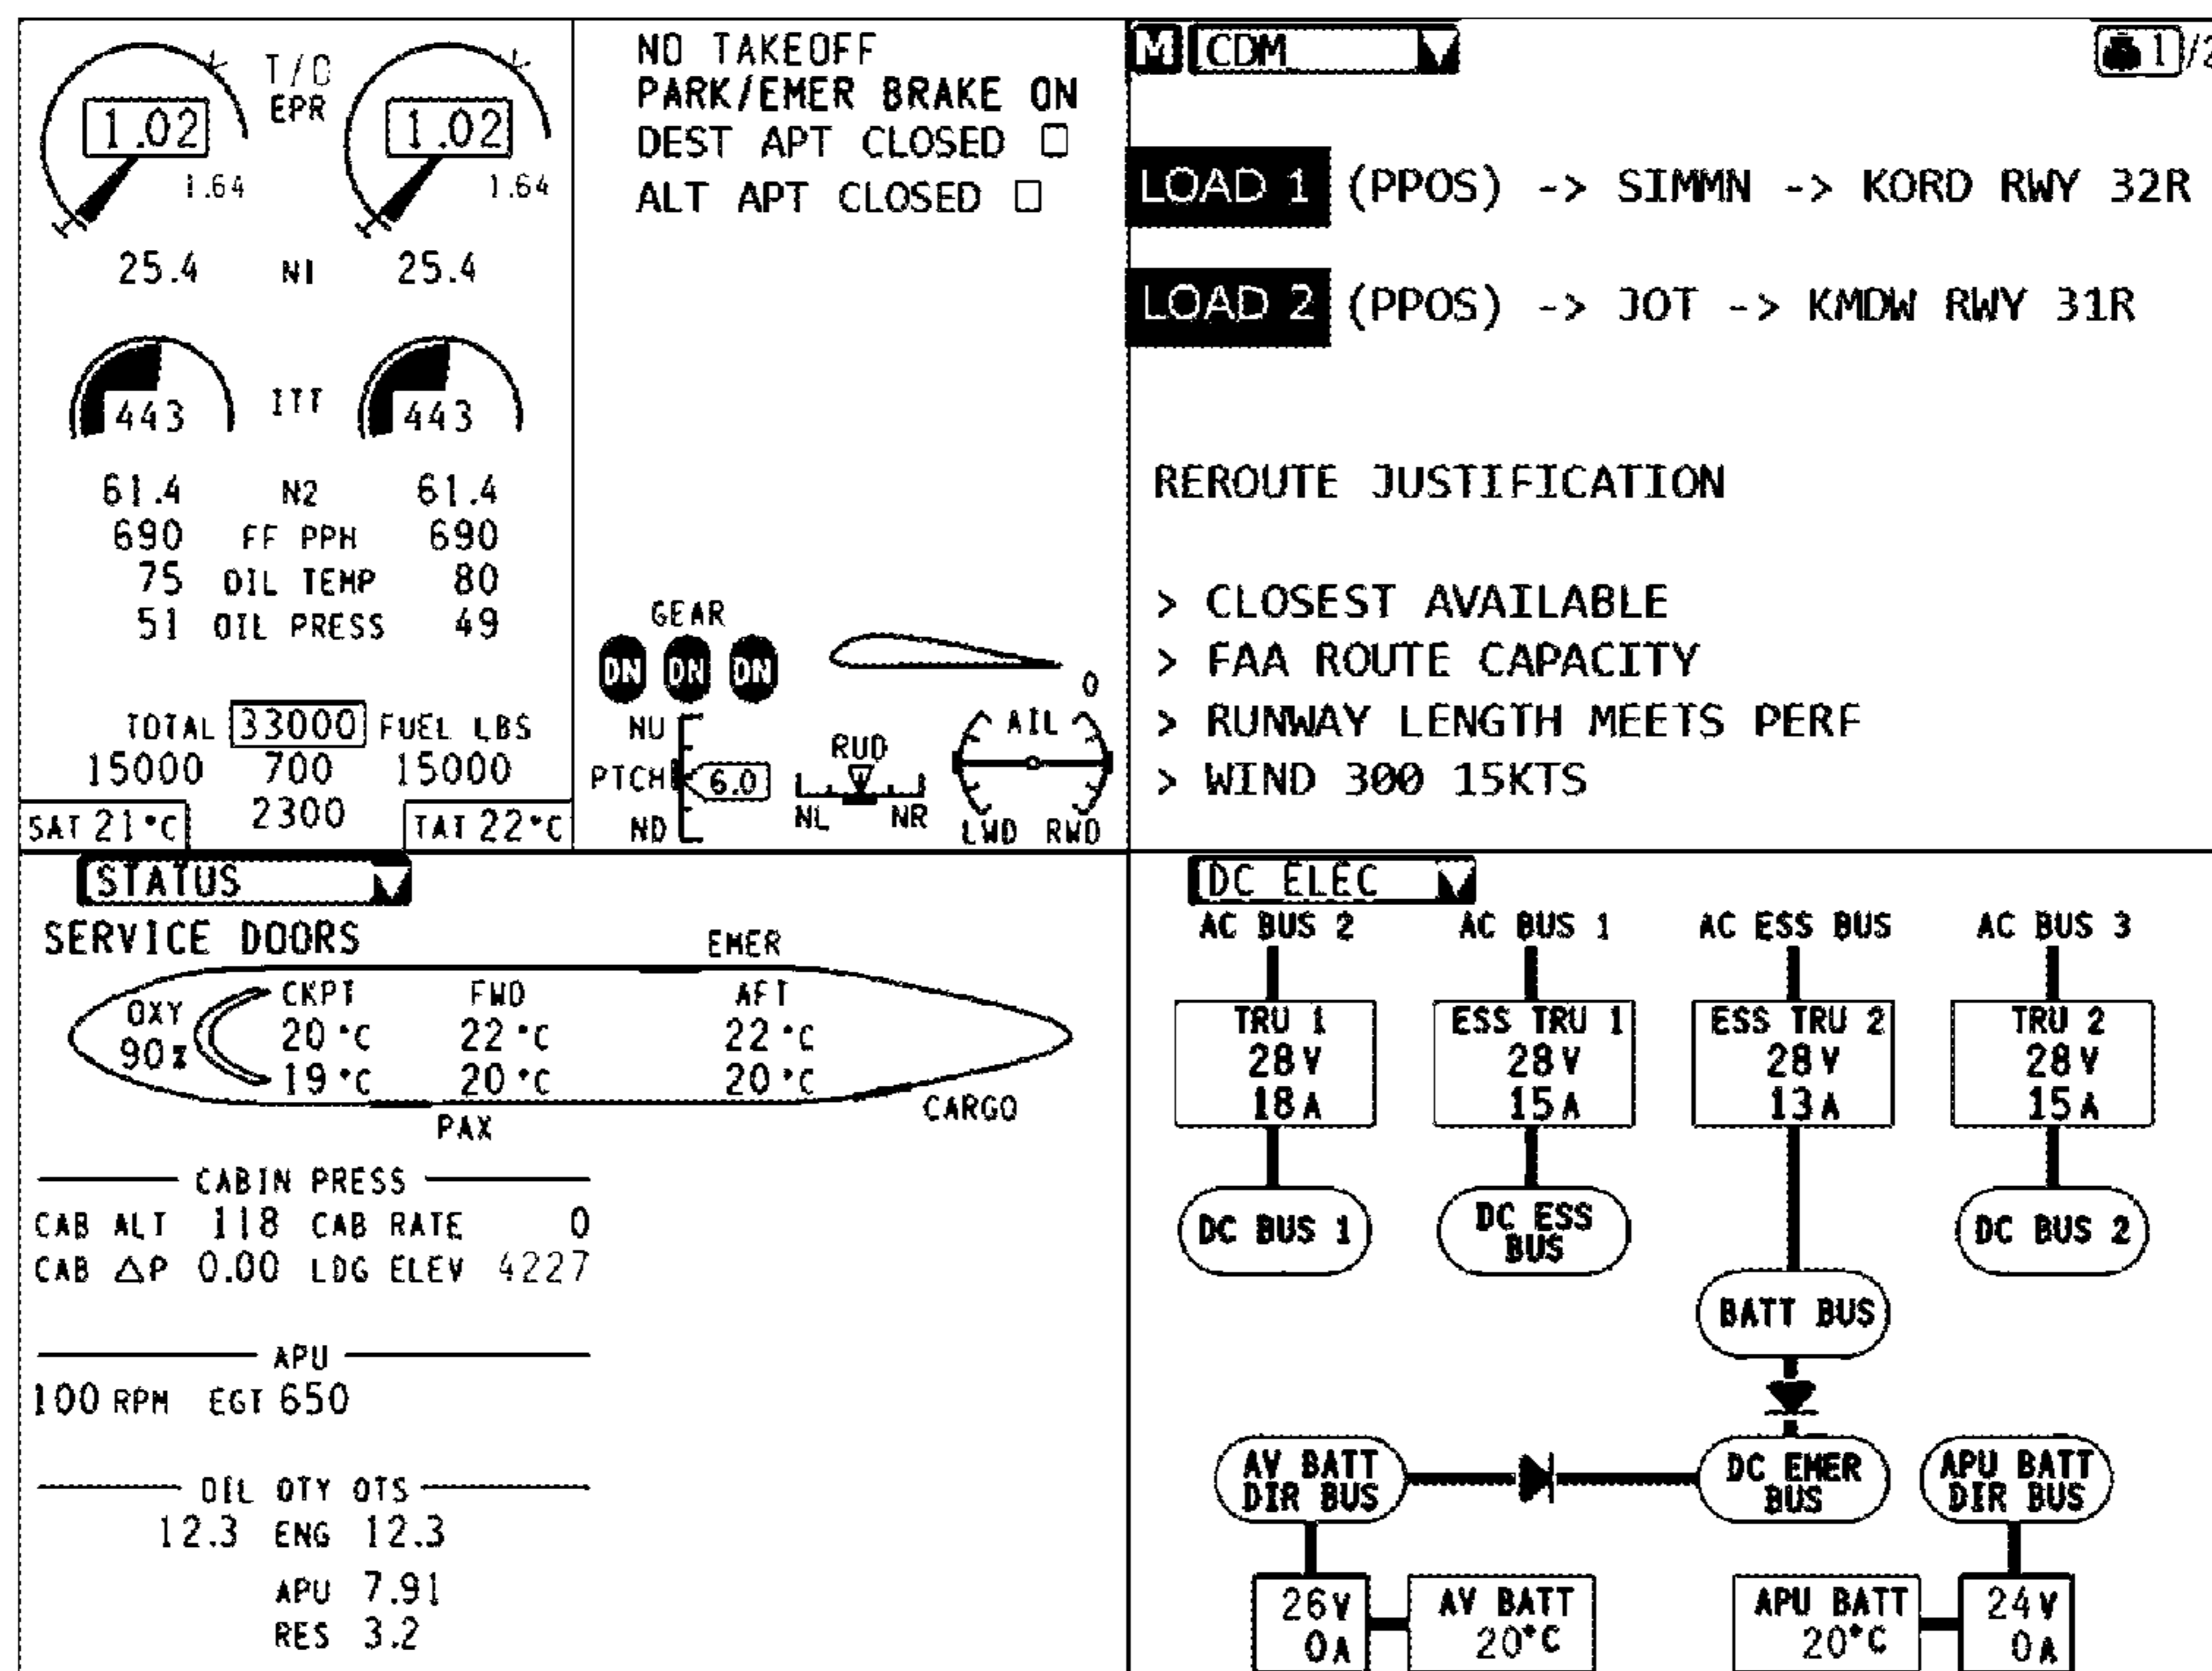 T/O
EPR
1.02 1.02
1.64 1.64
25.4 N1 25.4
443 ITT 443
61.4 N2 61.4
690 FF PPH 690
75 OIL TEMP 80
51 OIL PRESS 49
TOTAL 33000 FUEL LBS
15000 700 15000
2300
SAT 21°C TAT 22°C
NO TAKEOFF
PARK/EMER BRAKE ON
DEST APT CLOSED
ALT APT CLOSED
GEAR
DN DN DN
0
NU
PTCH 6.0
ND
RUD
NL NR
AIL
LWD RWD
M CDM 1/2
LOAD 1 (PPOS) -> SIMMN -> KORD RWY 32R
LOAD 2 (PPOS) -> JOT -> KMDW RWY 31R
REROUTE JUSTIFICATION
> CLOSEST AVAILABLE
> FAA ROUTE CAPACITY
> RUNWAY LENGTH MEETS PERF
> WIND 300 15KTS
STATUS
SERVICE DOORS
EMER
OXY
90%
CKPT FWD AFT
20°C 22°C 22°C
19°C 20°C 20°C
PAX
CARGO
CABIN PRESS
CAB ALT 118 CAB RATE 0
CAB △P 0.00 LDG ELEV 4227
APU
100 RPM EGT 650
OIL QTY QTS
12.3 ENG 12.3
APU 7.91
RES 3.2
DC ELEC
AC BUS 2 AC BUS 1 AC ESS BUS AC BUS 3
TRU 1 ESS TRU 1 ESS TRU 2 TRU 2
28V 28V 28V 28V
18A 15A 13A 15A
DC BUS 1 DC ESS BUS DC BUS 2
BATT BUS
AV BATT DIR BUS DC EMER BUS APU BATT DIR BUS
26V AV BATT APU BATT 24V
0A 20°C 20°C 0A